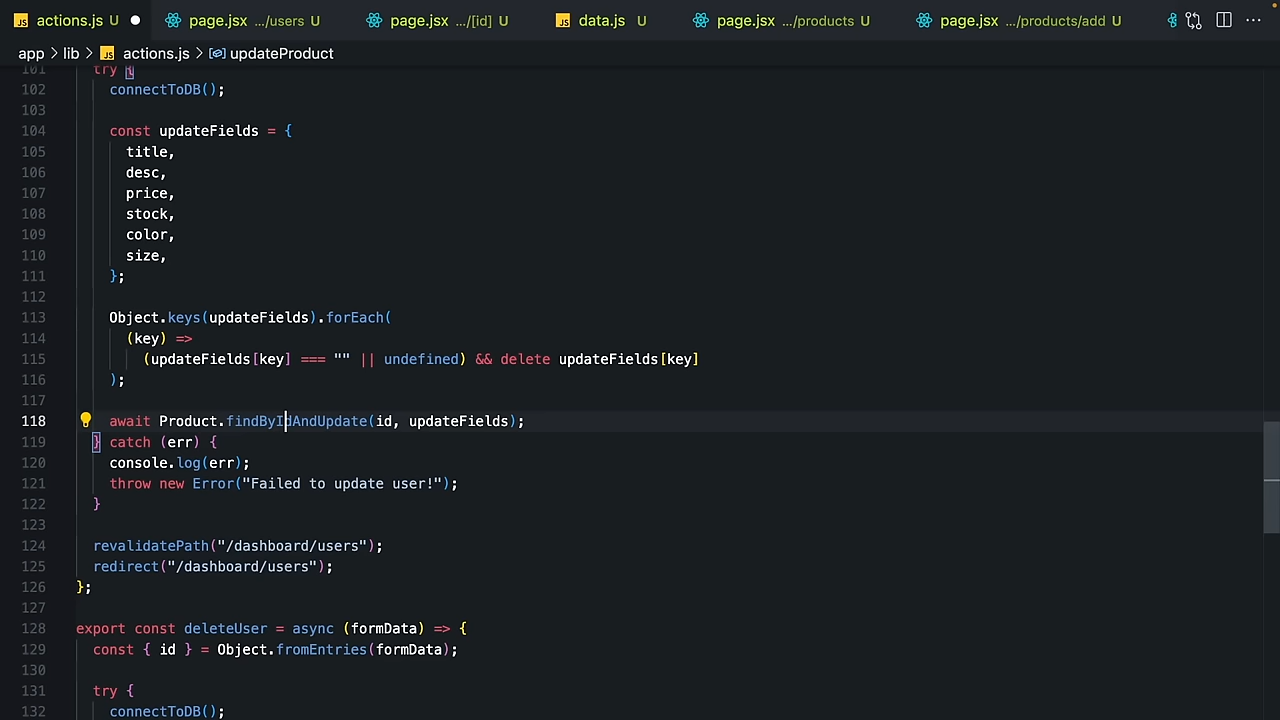 actions.js U page.jsx .../users U page.jsx .../[id] U data.js U page.jsx .../products U page.jsx .../products/add U
app > lib > actions.js > updateProduct
101 try {
102 connectToDB();
103
104 const updateFields = {
105 title,
106 desc,
107 price,
108 stock,
109 color,
110 size,
111 };
112
113 Object.keys(updateFields).forEach(
114 (key) =>
115 (updateFields[key] === "" || undefined) && delete updateFields[key]
116 );
117
118 await Product.findByIdAndUpdate(id, updateFields);
119 } catch (err) {
120 console.log(err);
121 throw new Error("Failed to update user!");
122 }
123
124 revalidatePath("/dashboard/users");
125 redirect("/dashboard/users");
126 };
127
128 export const deleteUser = async (formData) => {
129 const { id } = Object.fromEntries(formData);
130
131 try {
132 connectToDB();